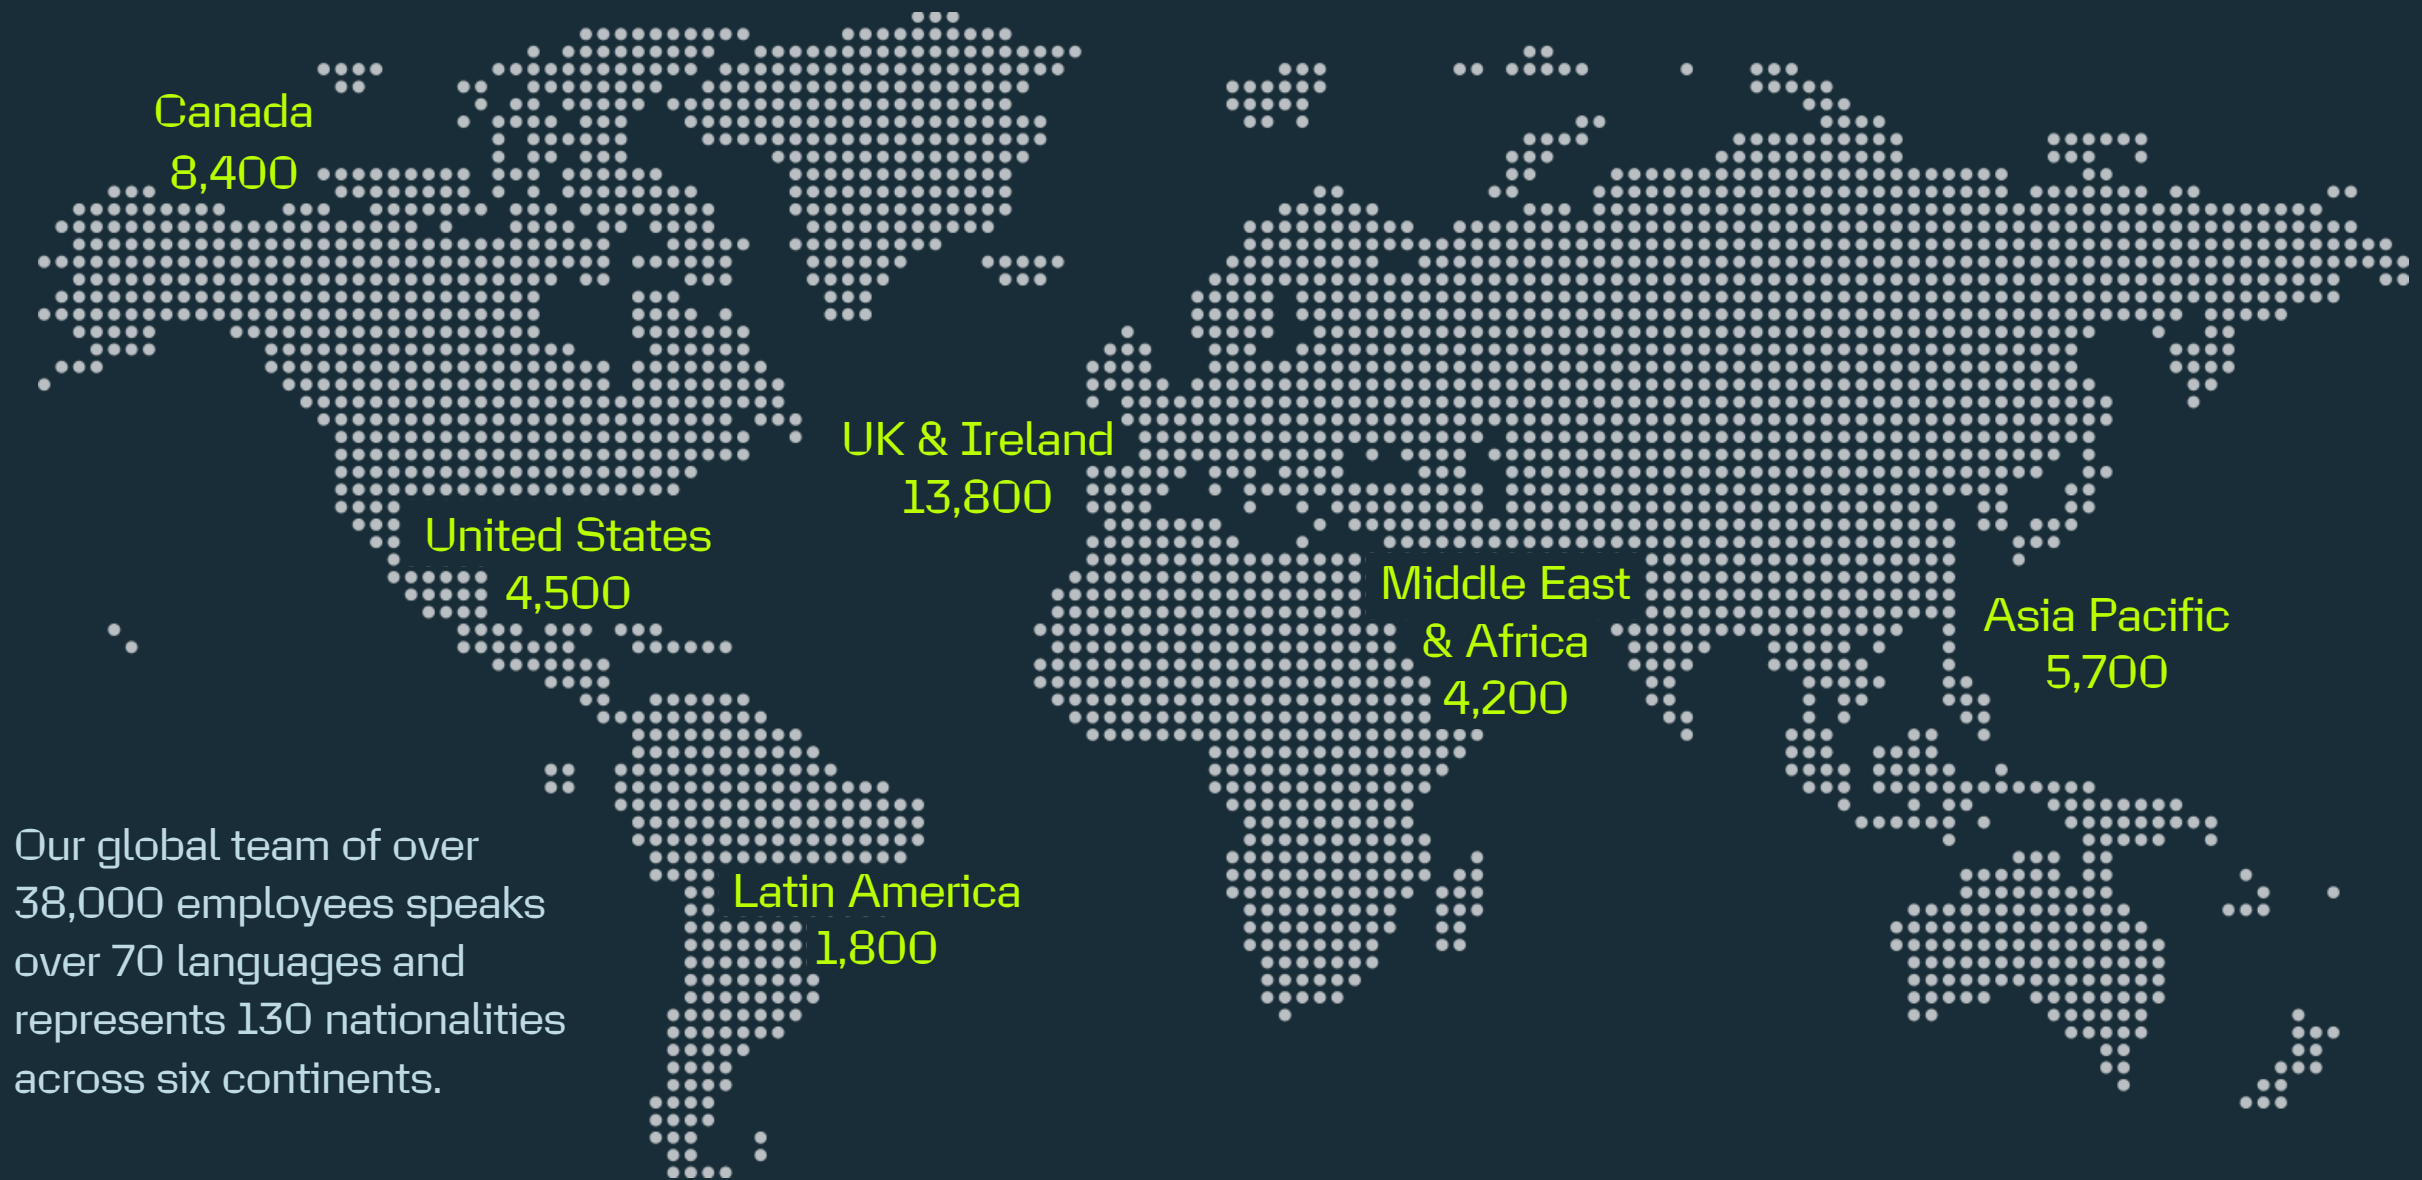 Canada
8,400
UK & Ireland
13,800
United States
4,500
Middle East
& Africa
4,200
Asia Pacific
5,700
Latin America
1,800
Our global team of over
38,000 employees speaks
over 70 languages and
represents 130 nationalities
across six continents.